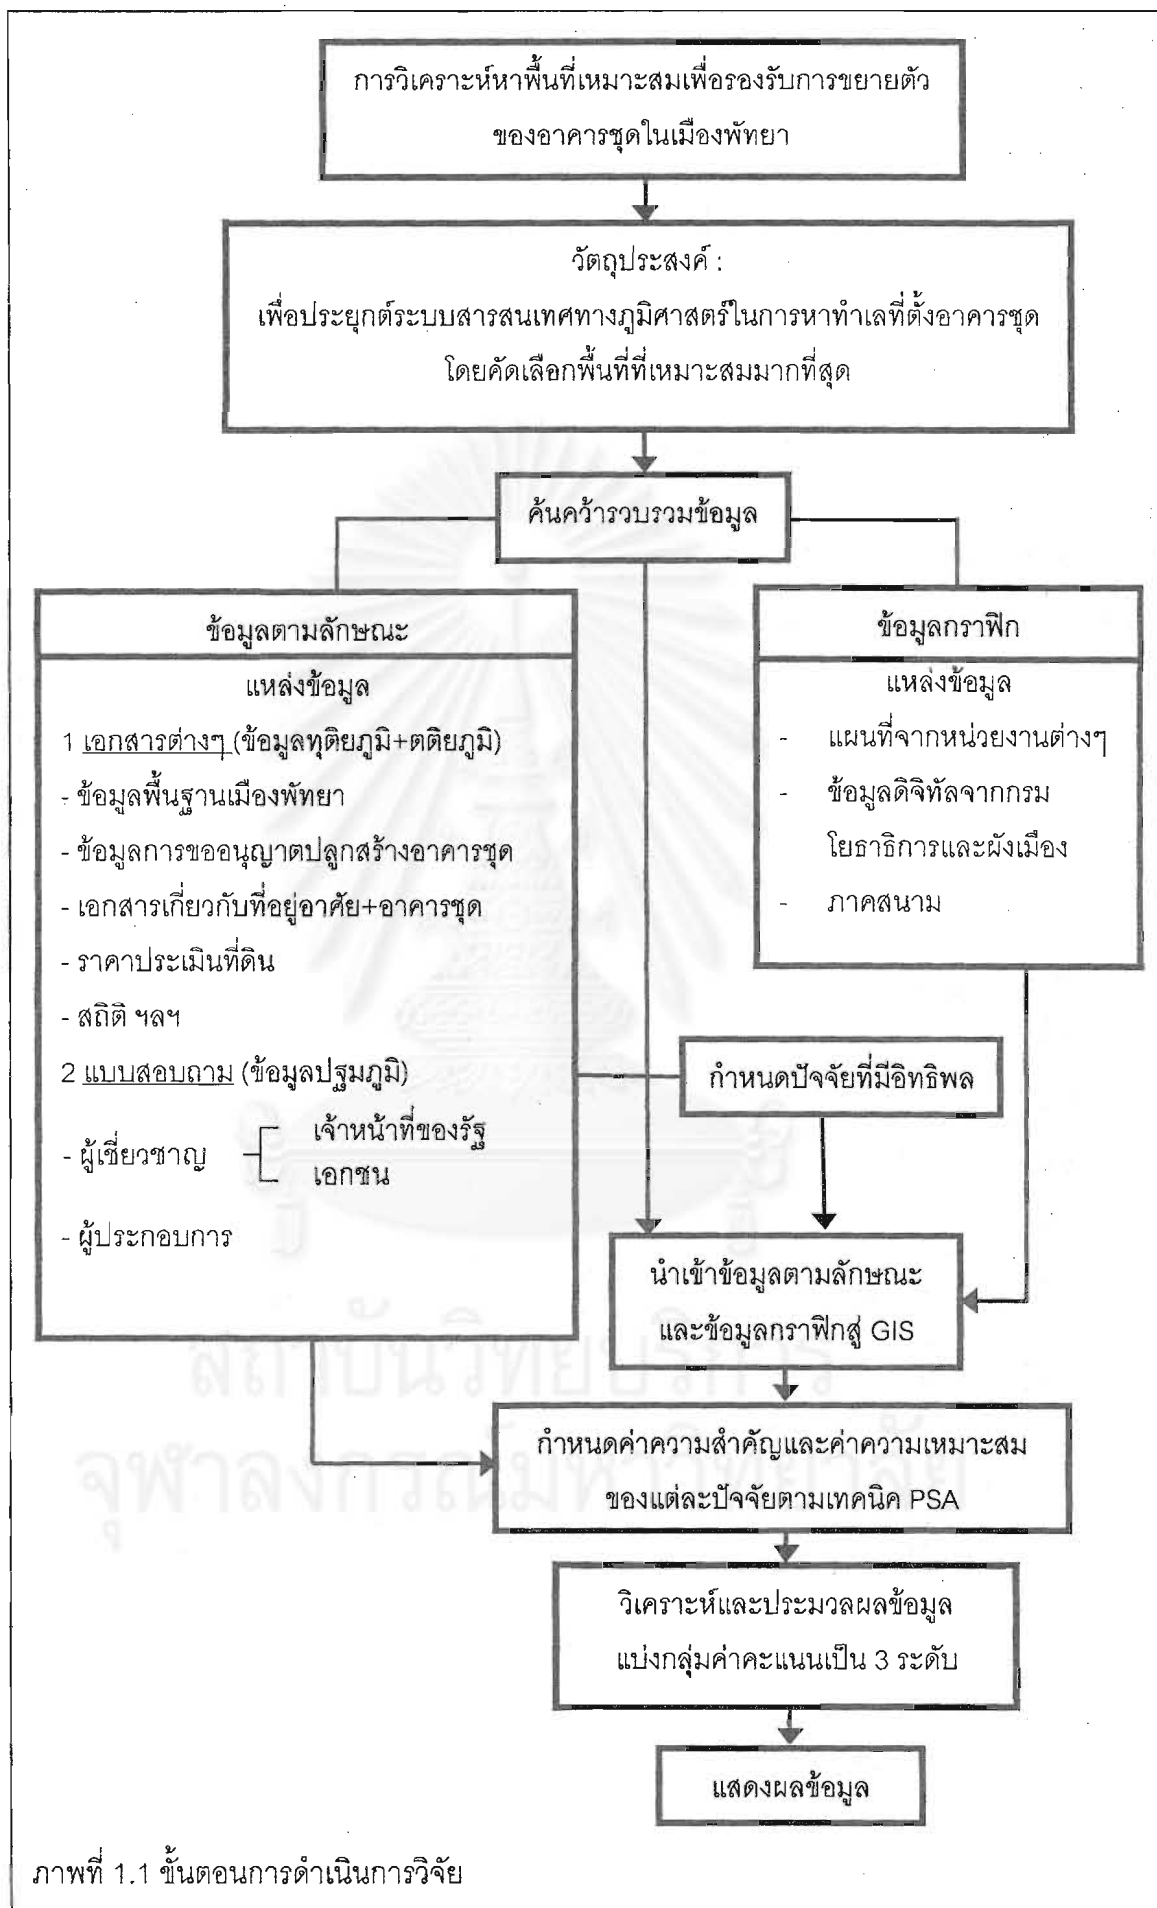 การวิเคราะห์หาพื้นที่เหมาะสมเพื่อรองรับการขยายตัว
ของอาคารชุดในเมืองพัทยา
วัตถุประสงค์ :
เพื่อประยุกต์ระบบสารสนเทศทางภูมิศาสตร์ในการหาทำเลที่ตั้งอาคารชุด
โดยคัดเลือกพื้นที่ที่เหมาะสมมากที่สุด
ค้นคว้ารวบรวมข้อมูล
ข้อมูลตามลักษณะ
แหล่งข้อมูล
1 เอกสารต่างๆ (ข้อมูลทุติยภูมิ+ตติยภูมิ)
- ข้อมูลพื้นฐานเมืองพัทยา
- ข้อมูลการขออนุญาตปลูกสร้างอาคารชุด
- เอกสารเกี่ยวกับที่อยู่อาศัย+อาคารชุด
- ราคาประเมินที่ดิน
- สถิติ ฯลฯ
2 แบบสอบถาม (ข้อมูลปฐมภูมิ)
- ผู้เชี่ยวชาญ
เจ้าหน้าที่ของรัฐ
เอกชน
- ผู้ประกอบการ
ข้อมูลกราฟิก
แหล่งข้อมูล
- แผนที่จากหน่วยงานต่างๆ
- ข้อมูลดิจิทัลจากกรม
โยธาธิการและผังเมือง
- ภาคสนาม
กำหนดปัจจัยที่มีอิทธิพล
นำเข้าข้อมูลตามลักษณะ
และข้อมูลกราฟิกสู่ GIS
กำหนดค่าความสำคัญและค่าความเหมาะสม
ของแต่ละปัจจัยตามเทคนิค PSA
วิเคราะห์และประมวลผลข้อมูล
แบ่งกลุ่มค่าคะแนนเป็น 3 ระดับ
แสดงผลข้อมูล
ภาพที่ 1.1 ขั้นตอนการดำเนินการวิจัย
สถาบันวิทยบริการ
จุฬาลงกรณ์มหาวิทยาลัย